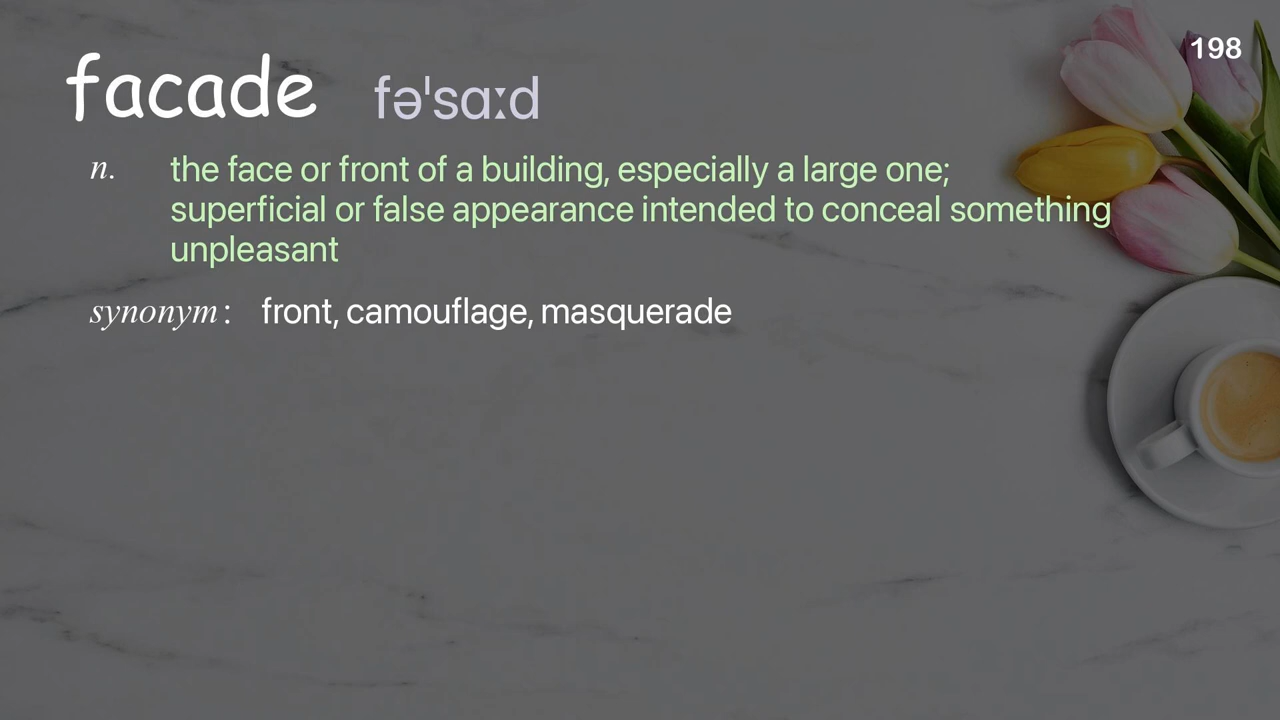 198
facade fəˈsɑːd
n. the face or front of a building, especially a large one;
superficial or false appearance intended to conceal something
unpleasant
synonym: front, camouflage, masquerade